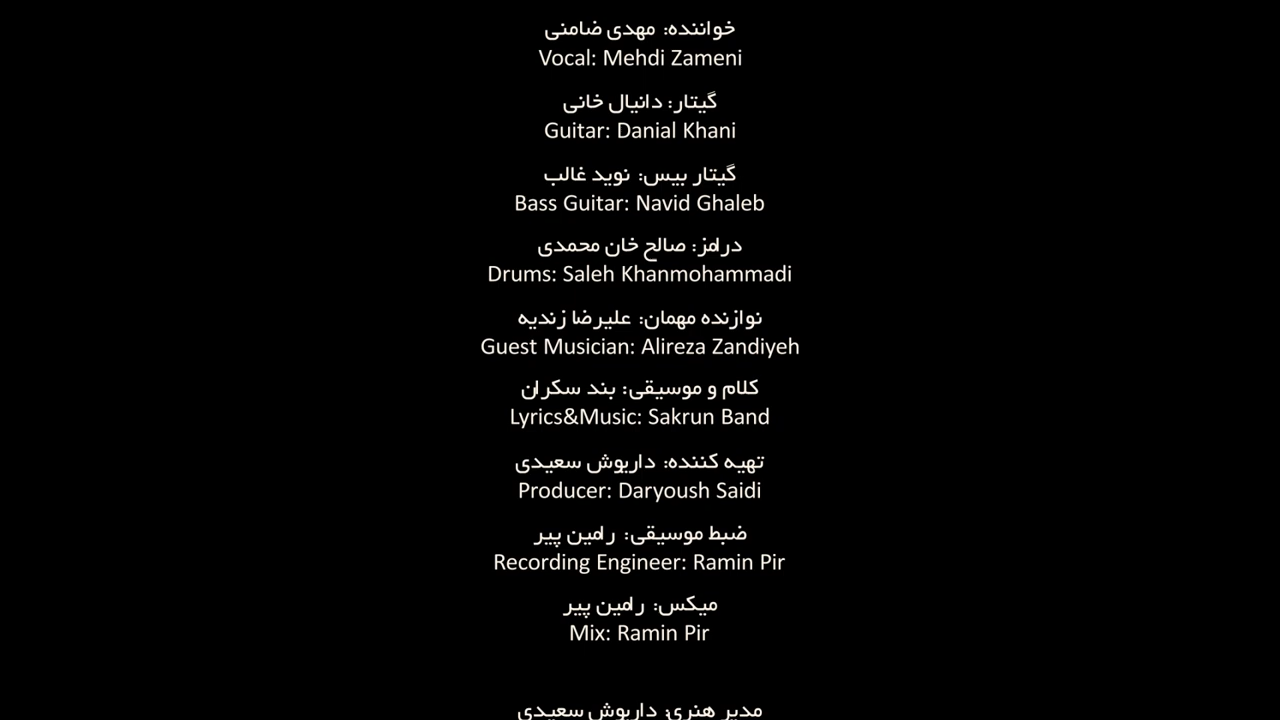 خواننده: مهدی ضامنی
Vocal: Mehdi Zameni
گیتار: دانیال خانی
Guitar: Danial Khani
گیتار بیس: نوید غالب
Bass Guitar: Navid Ghaleb
درامز: صالح خان محمدی
Drums: Saleh Khanmohammadi
نوازنده مهمان: علیرضا زندیه
Guest Musician: Alireza Zandiyeh
کلام و موسیقی: بند سکران
Lyrics&Music: Sakrun Band
تهیه کننده: داریوش سعیدی
Producer: Daryoush Saidi
ضبط موسیقی: رامین پیر
Recording Engineer: Ramin Pir
میکس: رامین پیر
Mix: Ramin Pir
مدیر هنری: داریوش سعیدی